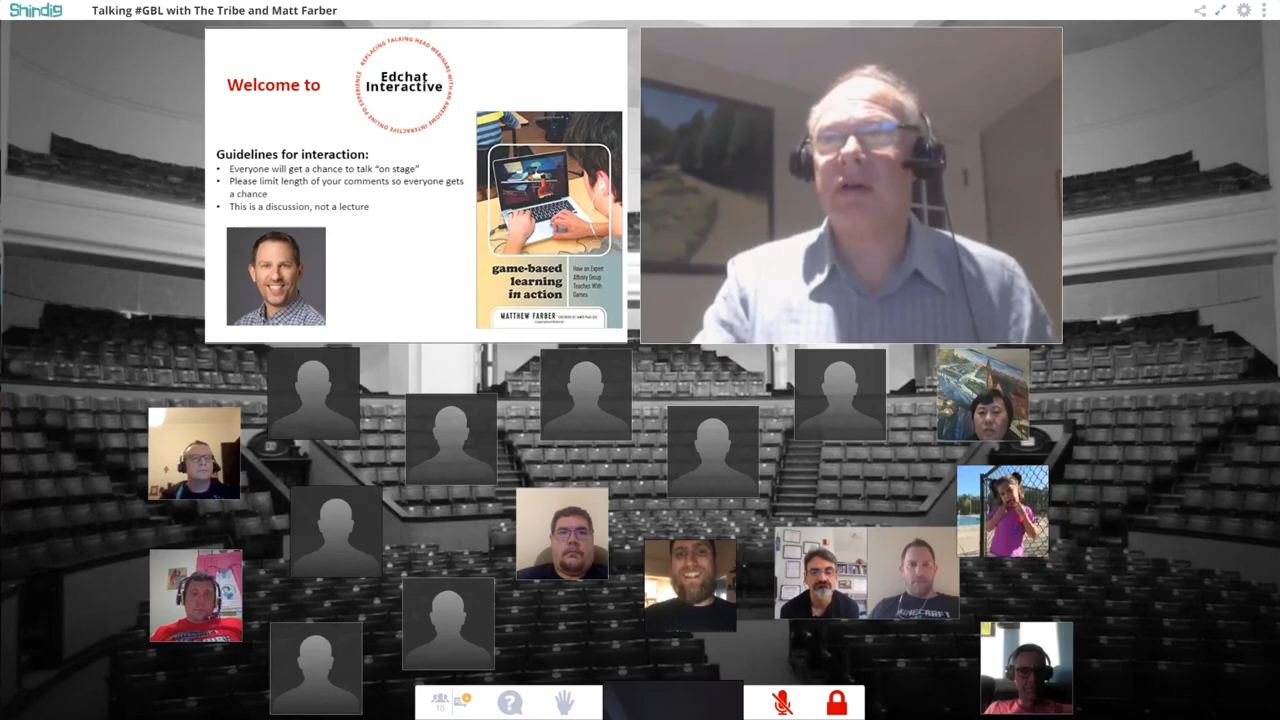 Shindig
Talking #GBL with The Tribe and Matt Farber
Welcome to
REPLACING TALKING HEAD WEBINARS WITH AN AWESOME INTERACTIVE ONLINE PD EXPERIENCE
Edchat
Interactive
Guidelines for interaction:
• Everyone will get a chance to talk “on stage”
• Please limit length of your comments so everyone gets
a chance
• This is a discussion, not a lecture
game-based
learning
in action
How an Expert
Affinity Group
Teaches With
Games
MATTHEW FARBER
MINECRAFT
18